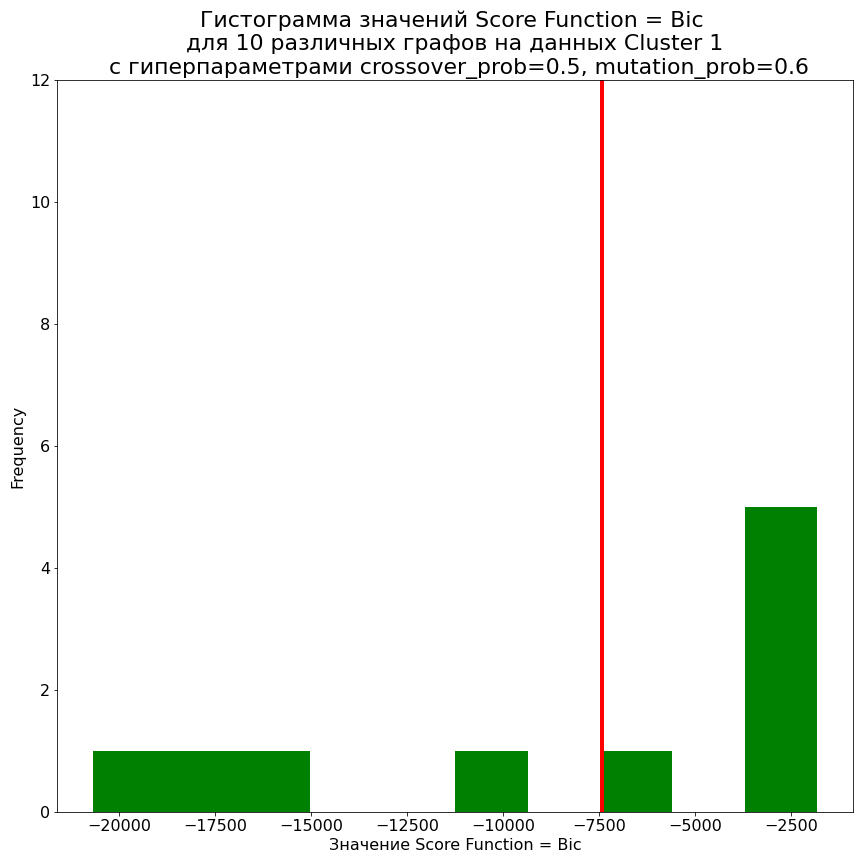 Гистограмма значений Score Function = Bic
для 10 различных графов на данных Cluster 1
с гиперпараметрами crossover_prob=0.5, mutation_prob=0.6
12
10
8
6
4
2
0
Frequency
−20000 −17500 −15000 −12500 −10000 −7500 −5000 −2500
Значение Score Function = Bic